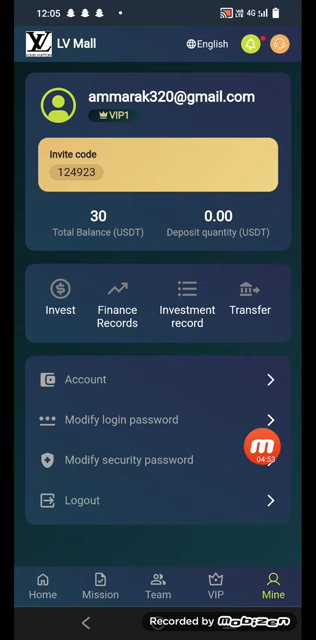 12:05
4G
LV Mall
English
ammarak320@gmail.com
VIP1
Invite code
124923
30
0.00
Total Balance (USDT)
Deposit quantity (USDT)
Invest
Finance Records
Investment record
Transfer
Account
Modify login password
Modify security password
04:53
Logout
Home
Mission
Team
VIP
Mine
Recorded by mobizen